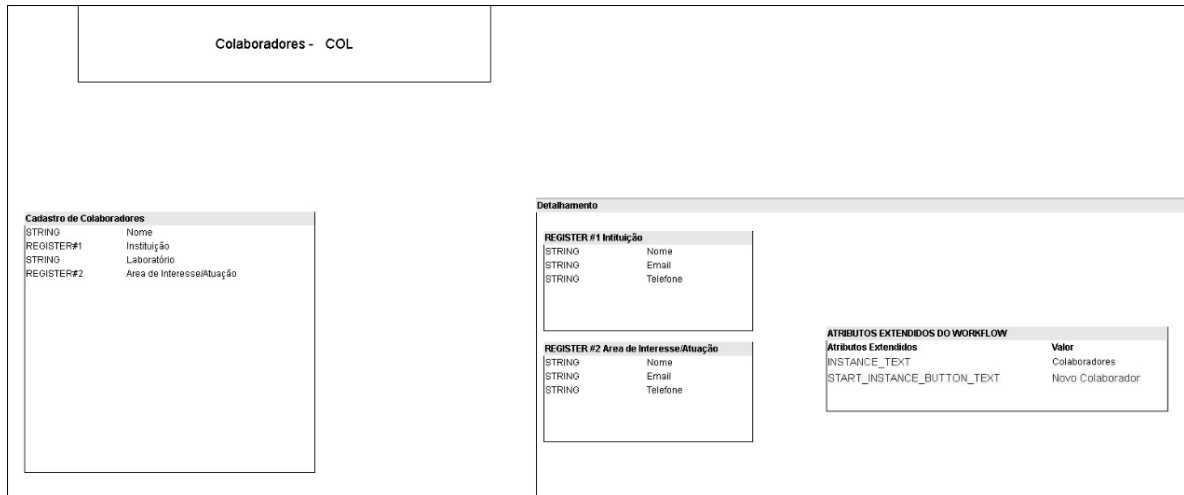 Colaboradores - COL
Cadastro de Colaboradores
STRING Nome
REGISTER#1 Instituição
STRING Laboratório
REGISTER#2 Area de Interesse/Atuação
Detalhamento
REGISTER #1 Intituição
STRING Nome
STRING Email
STRING Telefone
REGISTER #2 Area de Interesse/Atuação
STRING Nome
STRING Email
STRING Telefone
ATRIBUTOS EXTENDIDOS DO WORKFLOW
Atributos Extendidos Valor
INSTANCE_TEXT Colaboradores
START_INSTANCE_BUTTON_TEXT Novo Colaborador